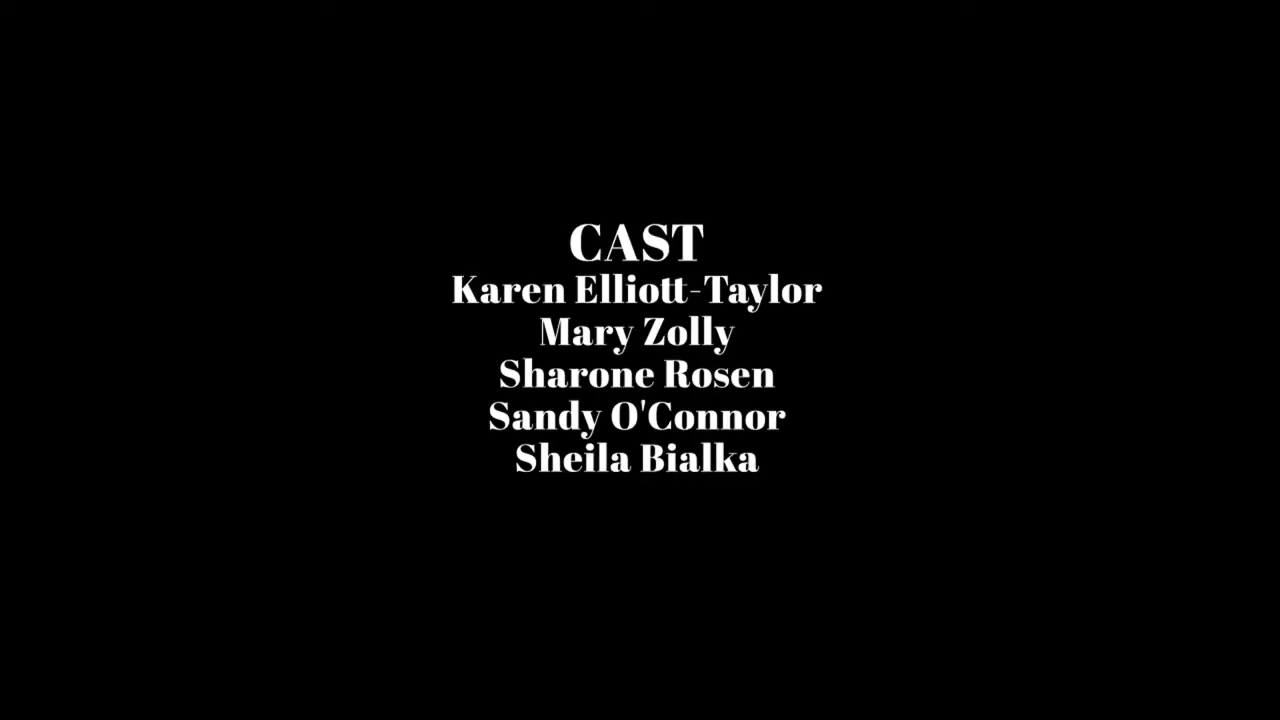 CAST
Karen Elliott-Taylor
Mary Zolly
Sharone Rosen
Sandy O'Connor
Sheila Bialka